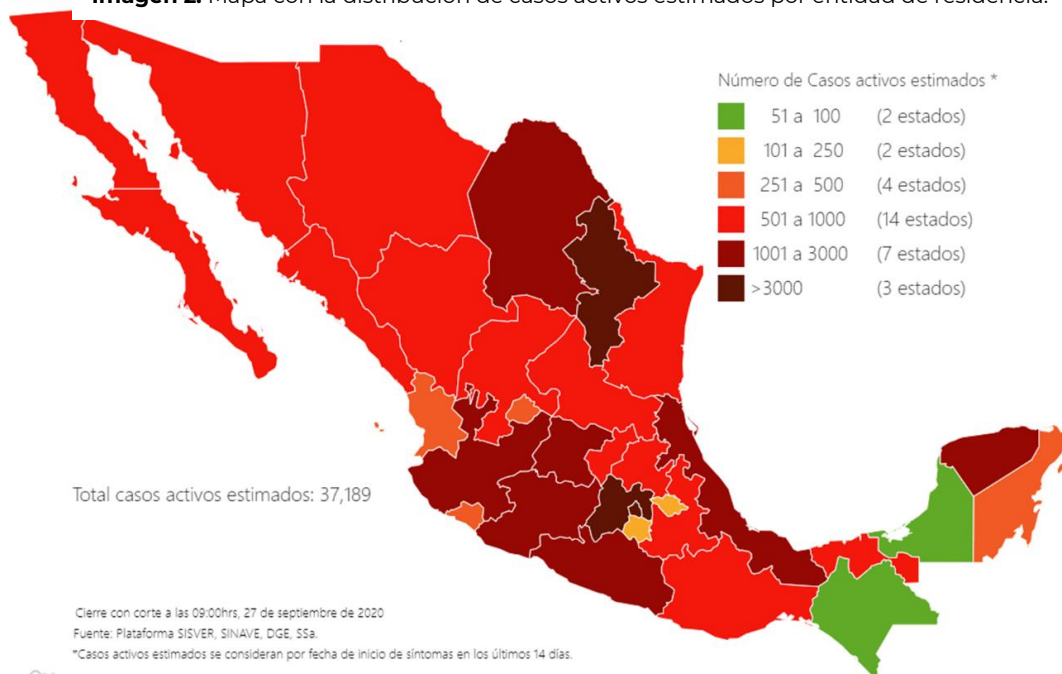 Imagen 2. Mapa con la distribución de casos activos estimados por entidad de residencia.
Número de Casos activos estimados *
51 a 100 (2 estados)
101 a 250 (2 estados)
251 a 500 (4 estados)
501 a 1000 (14 estados)
1001 a 3000 (7 estados)
>3000 (3 estados)
Total casos activos estimados: 37,189
Cierre con corte a las 09:00hrs, 27 de septiembre de 2020
Fuente: Plataforma SISVER, SINAVE, DGE, SSa.
*Casos activos estimados se consideran por fecha de inicio de síntomas en los últimos 14 días.